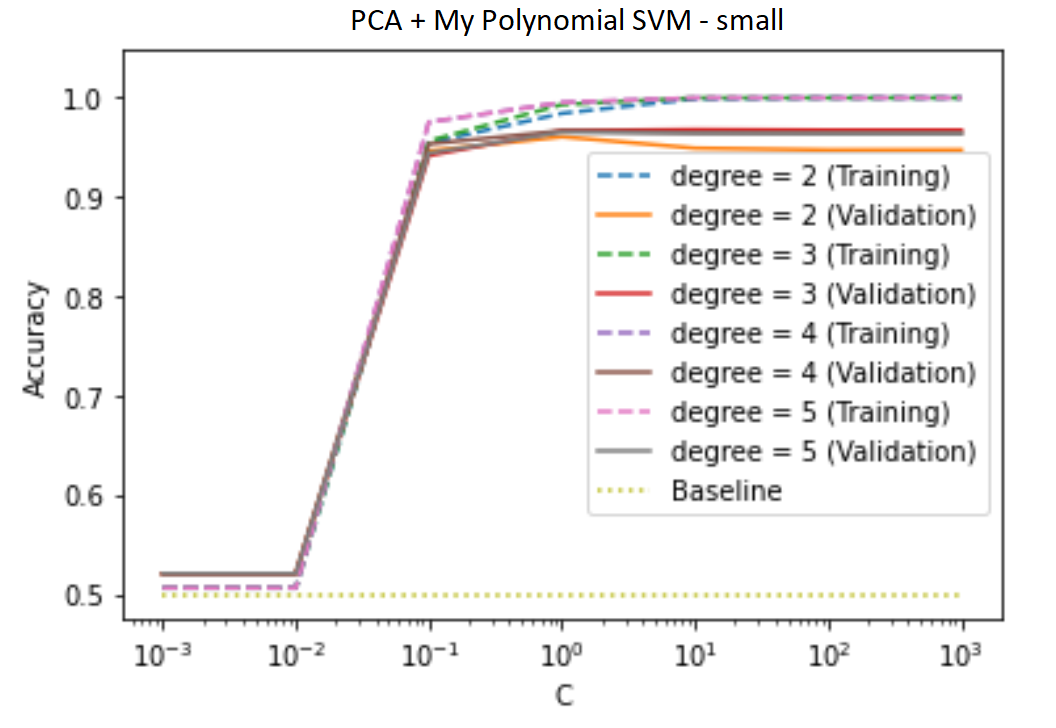 PCA + My Polynomial SVM - small
1.0
0.9
0.8
0.7
0.6
0.5
Accuracy
degree = 2 (Training)
degree = 2 (Validation)
degree = 3 (Training)
degree = 3 (Validation)
degree = 4 (Training)
degree = 4 (Validation)
degree = 5 (Training)
degree = 5 (Validation)
Baseline
10⁻³ 10⁻² 10⁻¹ 10⁰ 10¹ 10² 10³
C